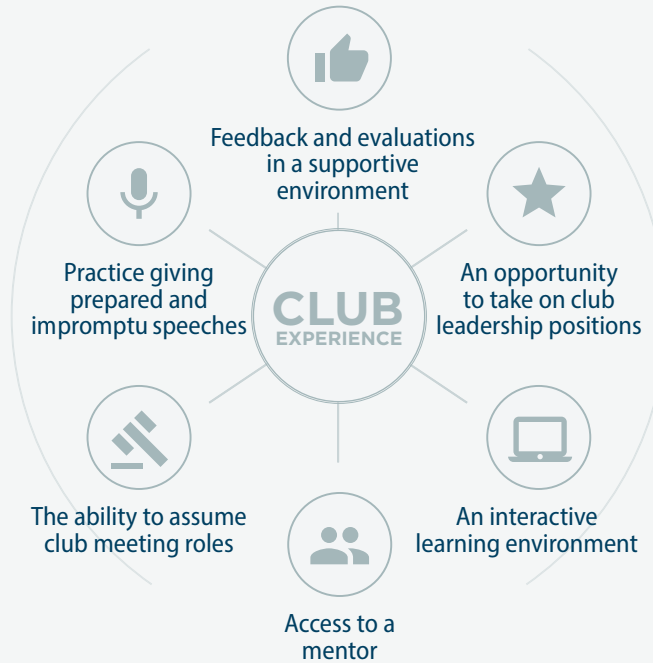 Feedback and evaluations
in a supportive
environment
Practice giving
prepared and
impromptu speeches
CLUB
EXPERIENCE
An opportunity
to take on club
leadership positions
The ability to assume
club meeting roles
An interactive
learning environment
Access to a
mentor